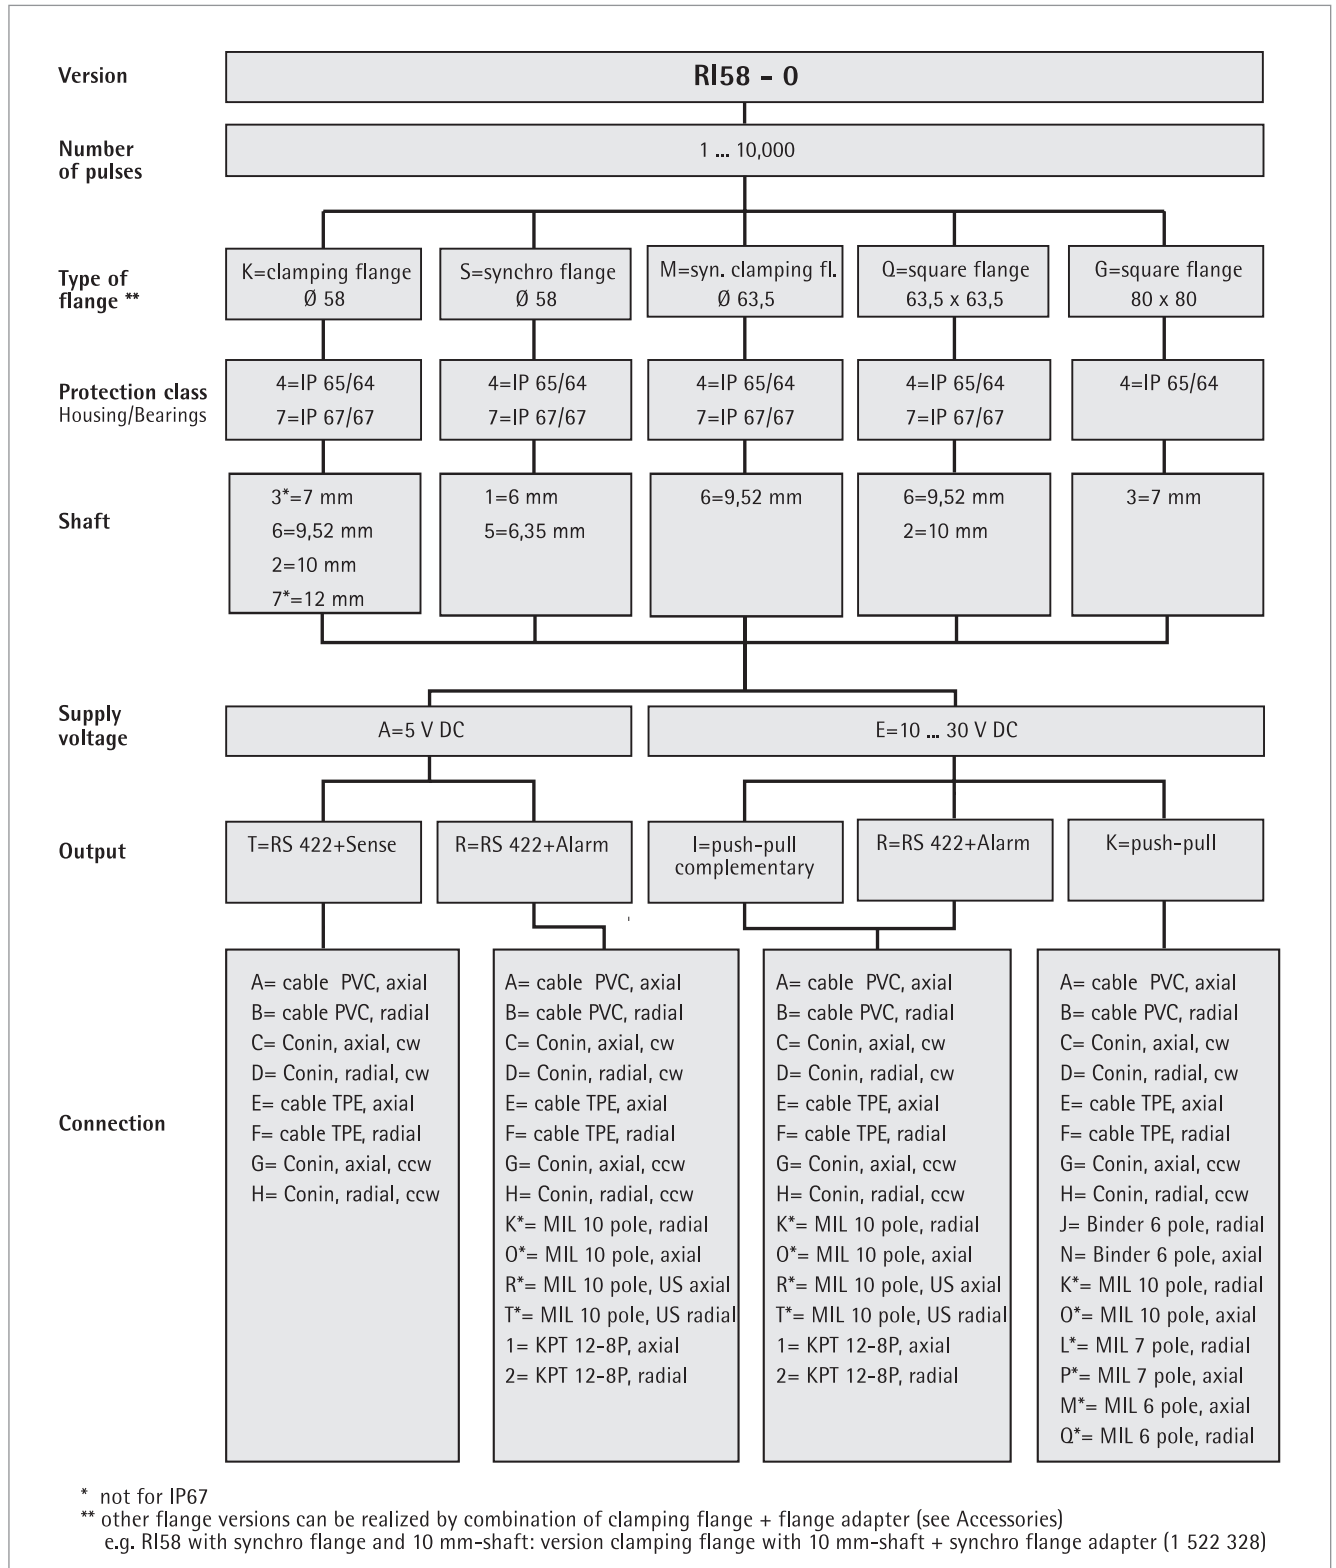 Version
RI58 - O
Number
of pulses
1 ... 10,000
Type of
flange **
K=clamping flange
Ø 58
S=synchro flange
Ø 58
M=syn. clamping fl.
Ø 63,5
Q=square flange
63,5 x 63,5
G=square flange
80 x 80
Protection class
Housing/Bearings
4=IP 65/64
7=IP 67/67
4=IP 65/64
7=IP 67/67
4=IP 65/64
7=IP 67/67
4=IP 65/64
7=IP 67/67
4=IP 65/64
Shaft
3*=7 mm
6=9,52 mm
2=10 mm
7*=12 mm
1=6 mm
5=6,35 mm
6=9,52 mm
6=9,52 mm
2=10 mm
3=7 mm
Supply
voltage
A=5 V DC
E=10 ... 30 V DC
Output
T=RS 422+Sense
R=RS 422+Alarm
I=push-pull
complementary
R=RS 422+Alarm
K=push-pull
Connection
A= cable PVC, axial
B= cable PVC, radial
C= Conin, axial, cw
D= Conin, radial, cw
E= cable TPE, axial
F= cable TPE, radial
G= Conin, axial, ccw
H= Conin, radial, ccw
A= cable PVC, axial
B= cable PVC, radial
C= Conin, axial, cw
D= Conin, radial, cw
E= cable TPE, axial
F= cable TPE, radial
G= Conin, axial, ccw
H= Conin, radial, ccw
K*= MIL 10 pole, radial
O*= MIL 10 pole, axial
R*= MIL 10 pole, US axial
T*= MIL 10 pole, US radial
1= KPT 12-8P, axial
2= KPT 12-8P, radial
A= cable PVC, axial
B= cable PVC, radial
C= Conin, axial, cw
D= Conin, radial, cw
E= cable TPE, axial
F= cable TPE, radial
G= Conin, axial, ccw
H= Conin, radial, ccw
K*= MIL 10 pole, radial
O*= MIL 10 pole, axial
R*= MIL 10 pole, US axial
T*= MIL 10 pole, US radial
1= KPT 12-8P, axial
2= KPT 12-8P, radial
A= cable PVC, axial
B= cable PVC, radial
C= Conin, axial, cw
D= Conin, radial, cw
E= cable TPE, axial
F= cable TPE, radial
G= Conin, axial, ccw
H= Conin, radial, ccw
J= Binder 6 pole, radial
N= Binder 6 pole, axial
K*= MIL 10 pole, radial
O*= MIL 10 pole, axial
L*= MIL 7 pole, radial
P*= MIL 7 pole, axial
M*= MIL 6 pole, axial
Q*= MIL 6 pole, radial
* not for IP67
** other flange versions can be realized by combination of clamping flange + flange adapter (see Accessories)
e.g. RI58 with synchro flange and 10 mm-shaft: version clamping flange with 10 mm-shaft + synchro flange adapter (1 522 328)